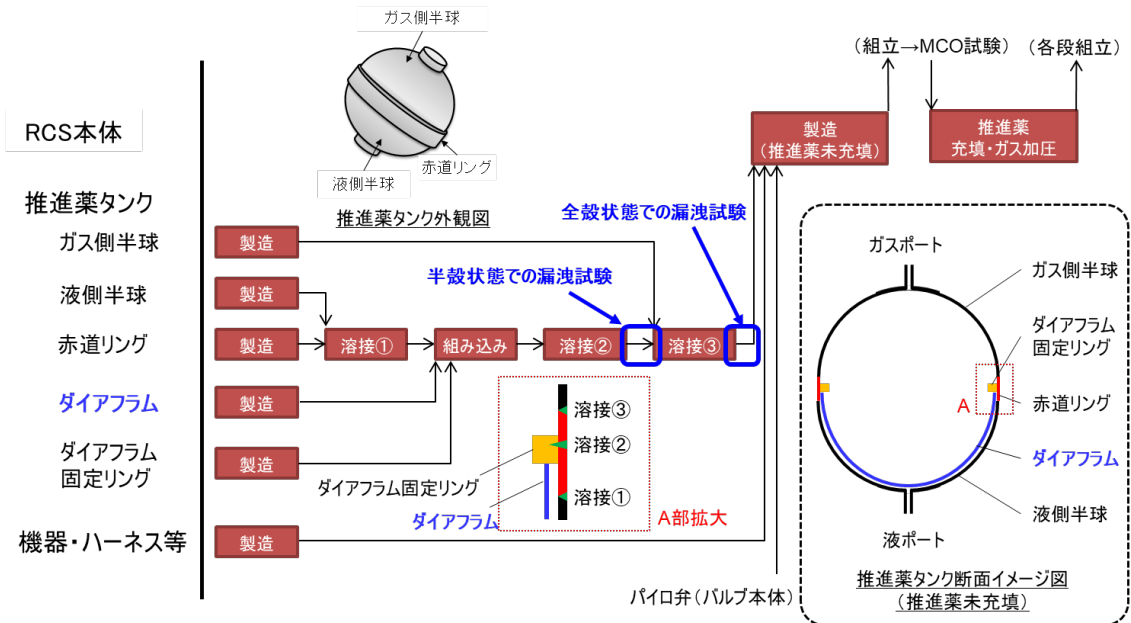 ガス側半球
(組立→MCO試験)
(各段組立)
RCS本体
製造
(推進薬未充填)
推進薬
充填・ガス加圧
赤道リング
液側半球
推進薬タンク
推進薬タンク外観図
全殻状態での漏洩試験
ガス側半球
製造
半殻状態での漏洩試験
液側半球
製造
赤道リング
製造
溶接①
組み込み
溶接②
溶接③
ダイアフラム
製造
ダイアフラム
固定リング
製造
溶接③
溶接②
溶接①
ダイアフラム固定リング
ダイアフラム
A部拡大
機器・ハーネス等
製造
パイロ弁(バルブ本体)
ガスポート
ガス側半球
ダイアフラム
固定リング
A
赤道リング
ダイアフラム
液側半球
液ポート
推進薬タンク断面イメージ図
(推進薬未充填)